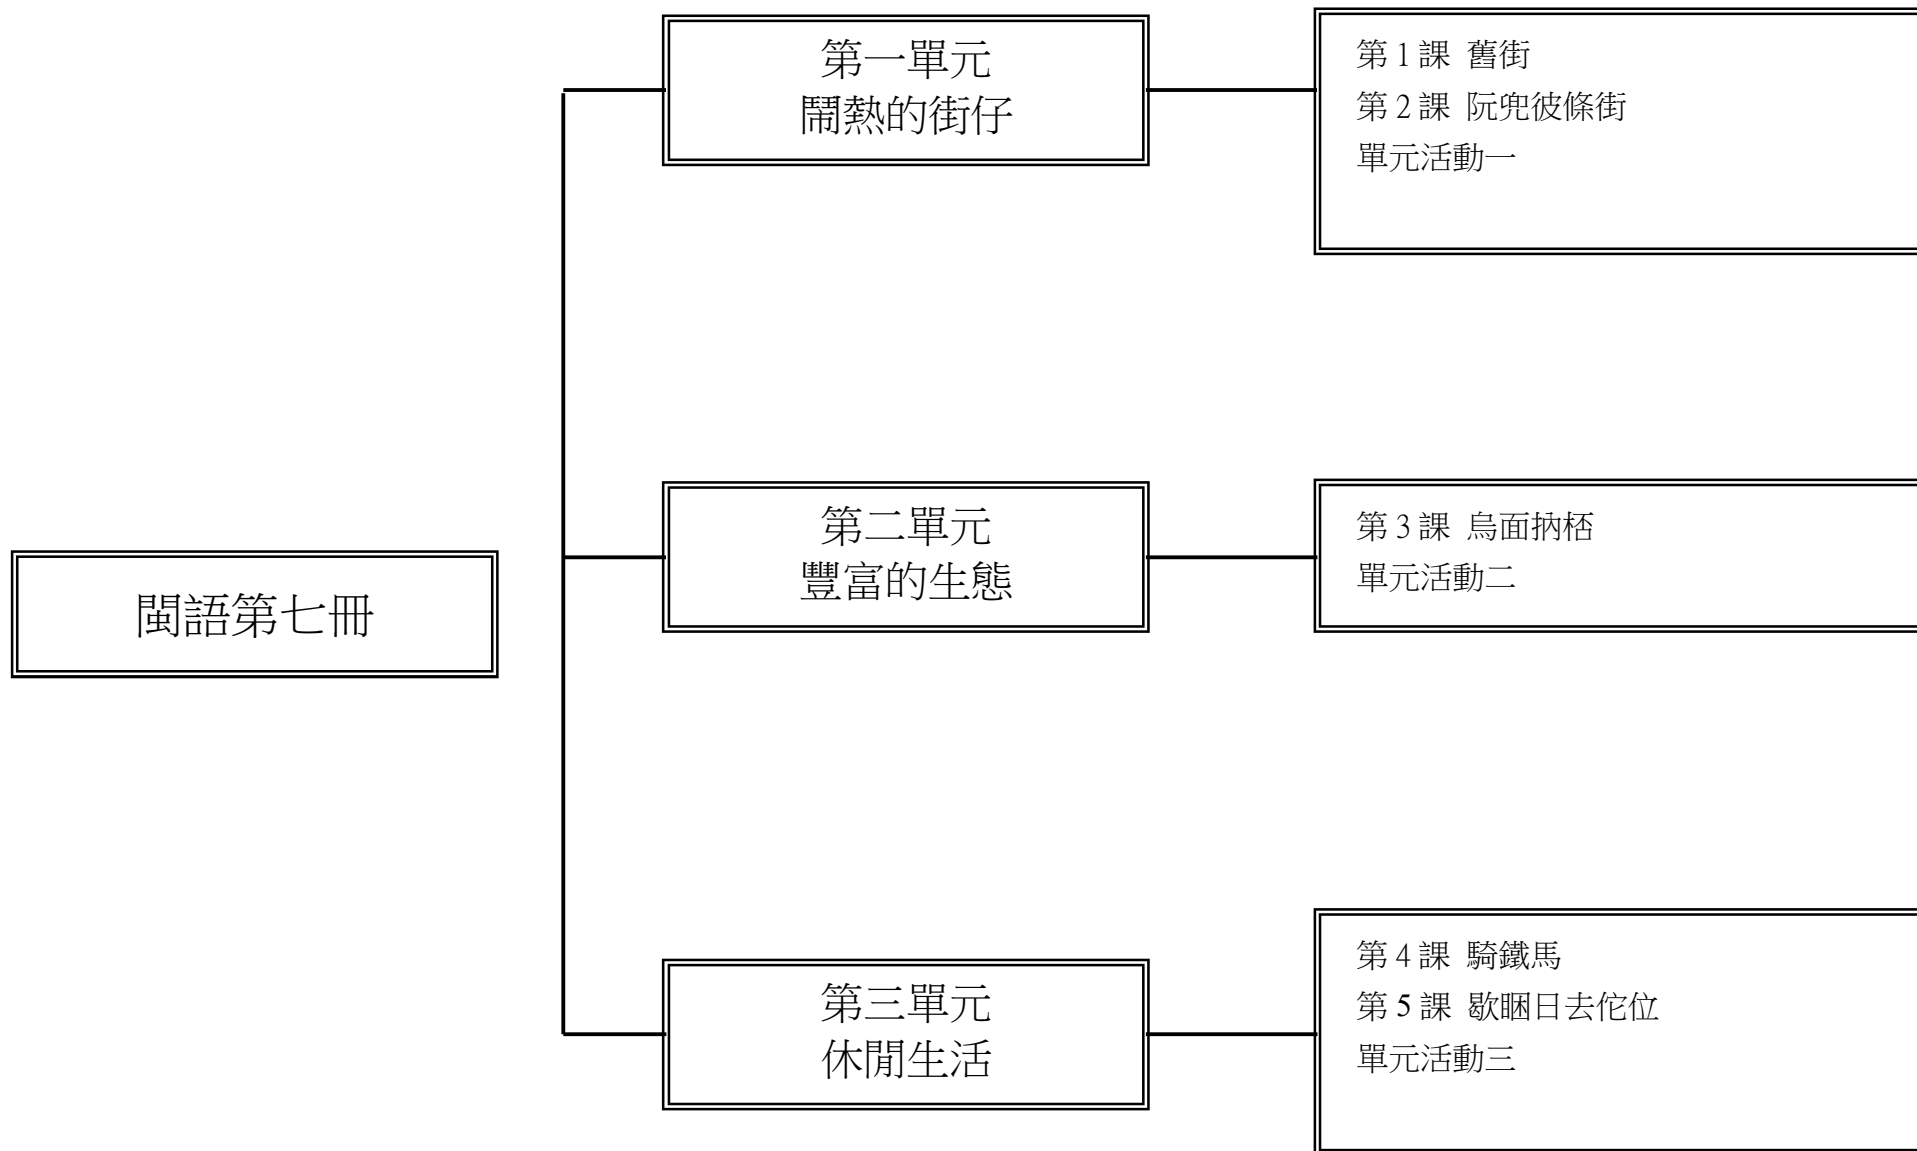 閩語第七冊
第一單元
鬧熱的街仔
第1課 舊街
第2課 阮兜彼條街
單元活動一
第二單元
豐富的生態
第3課 烏面抐桮
單元活動二
第三單元
休閒生活
第4課 騎鐵馬
第5課 歇睏日去佗位
單元活動三